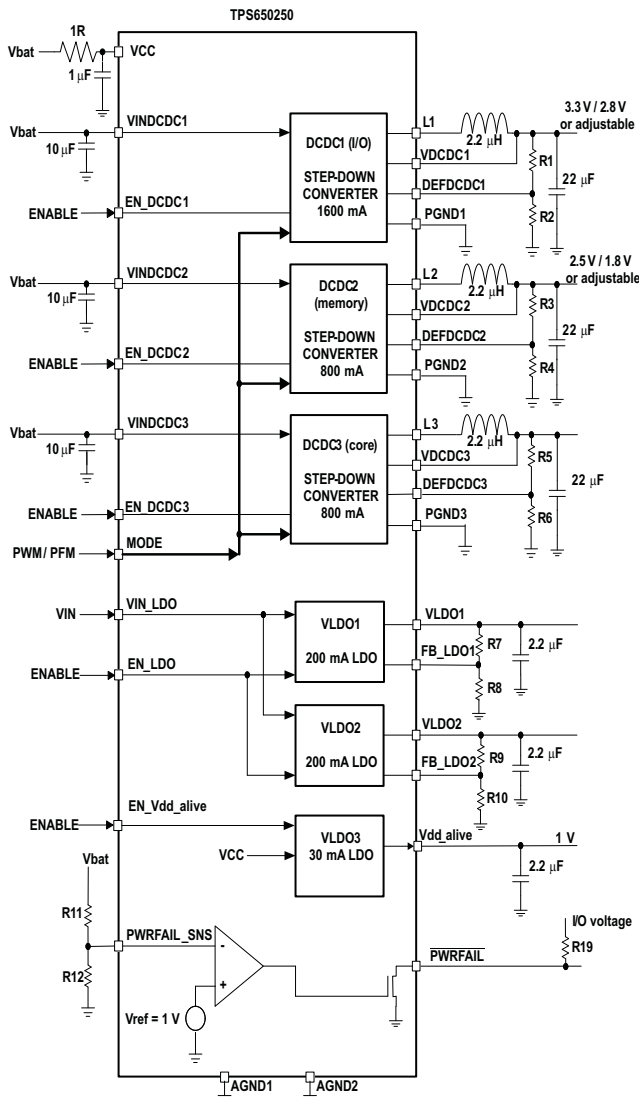 TPS650250
1R
Vbat
VCC
1 μF
Vbat
VINDCDC1
10 μF
ENABLE
EN_DCDC1
DCDC1 (I/O)
STEP-DOWN
CONVERTER
1600 mA
L1
2.2 μH
VDCDC1
DEFDCDC1
PGND1
R1
R2
22 μF
3.3 V / 2.8 V
or adjustable
Vbat
VINDCDC2
10 μF
ENABLE
EN_DCDC2
DCDC2
(memory)
STEP-DOWN
CONVERTER
800 mA
L2
2.2 μH
VDCDC2
DEFDCDC2
PGND2
R3
R4
22 μF
2.5 V / 1.8 V
or adjustable
Vbat
VINDCDC3
10 μF
ENABLE
EN_DCDC3
PWM/ PFM
MODE
DCDC3 (core)
STEP-DOWN
CONVERTER
800 mA
L3
2.2 μH
VDCDC3
DEFDCDC3
PGND3
R5
R6
22 μF
VIN
VIN_LDO
ENABLE
EN_LDO
VLDO1
200 mA LDO
VLDO1
FB_LDO1
R7
R8
2.2 μF
VLDO2
200 mA LDO
VLDO2
FB_LDO2
R9
R10
2.2 μF
ENABLE
EN_Vdd_alive
VCC
VLDO3
30 mA LDO
Vdd_alive
1 V
2.2 μF
Vbat
R11
R12
PWRFAIL_SNS
-
+
Vref = 1 V
PWRFAIL
I/O voltage
R19
AGND1
AGND2